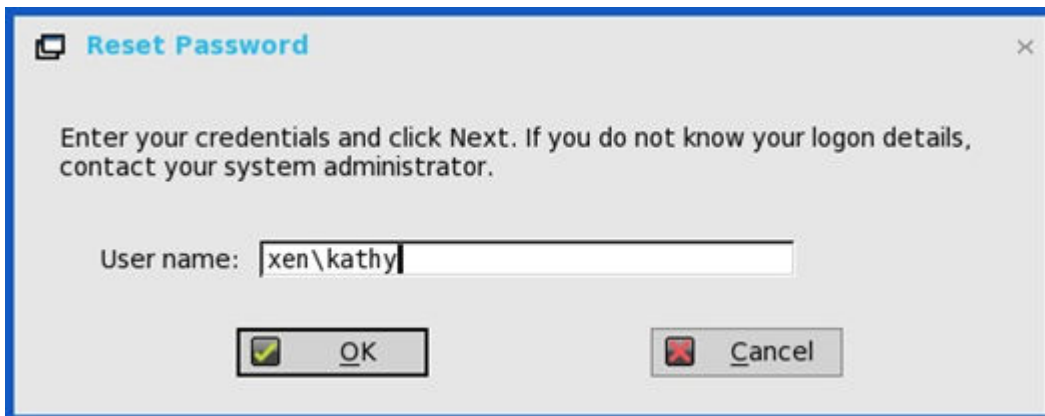 Reset Password
Enter your credentials and click Next. If you do not know your logon details,
contact your system administrator.
User name: xen\kathy
OK Cancel